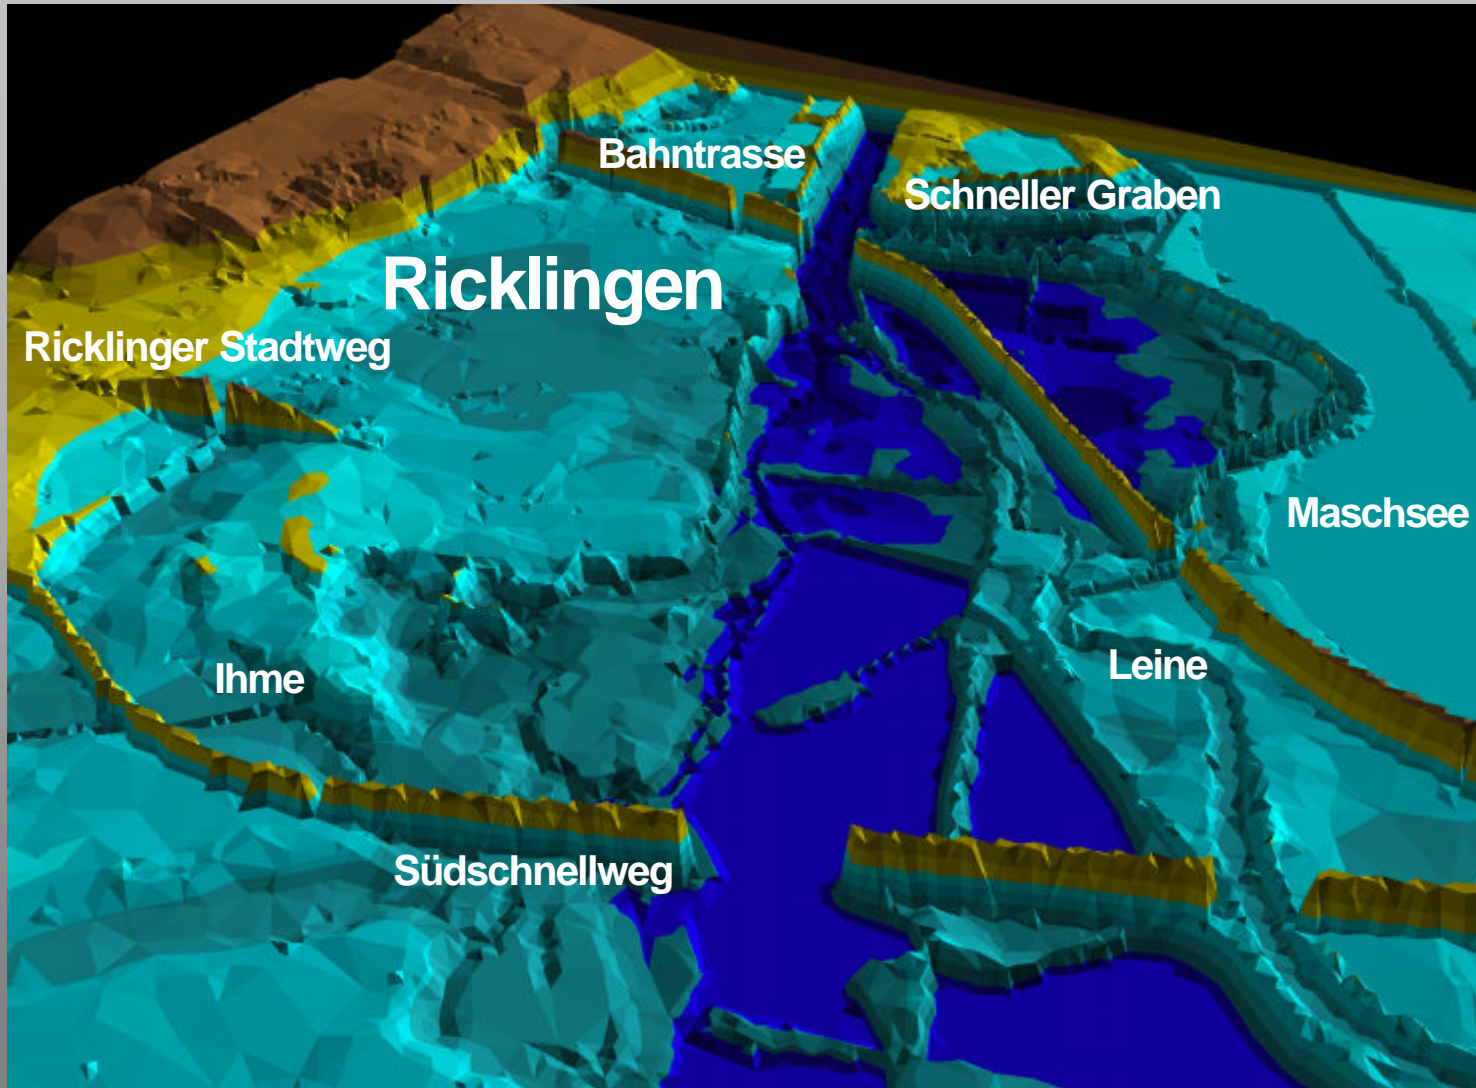 Bahntrasse
Schneller Graben
Ricklingen
Ricklinger Stadtweg
Maschsee
Ihme
Leine
Südschnellweg